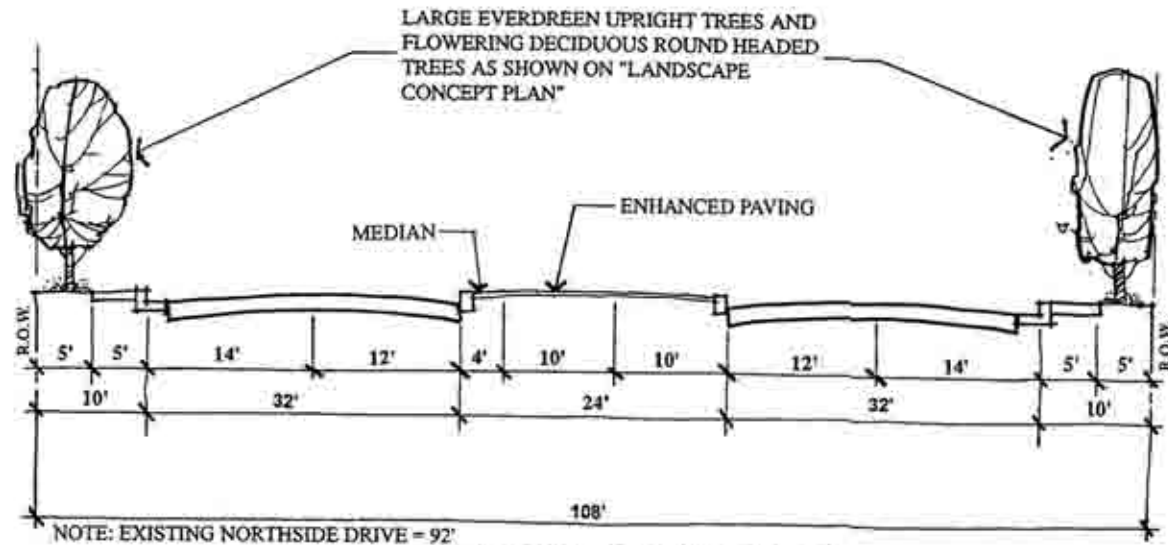 LARGE EVERDREEN UPRIGHT TREES AND
FLOWERING DECIDUOUS ROUND HEADED
TREES AS SHOWN ON "LANDSCAPE
CONCEPT PLAN"
ENHANCED PAVING
MEDIAN
R.O.W.
R.O.W
5' 5' 14' 12' 4' 10' 10' 12' 14' 5' 5'
10' 32' 24' 32' 10'
108'
NOTE: EXISTING NORTHSIDE DRIVE = 92'